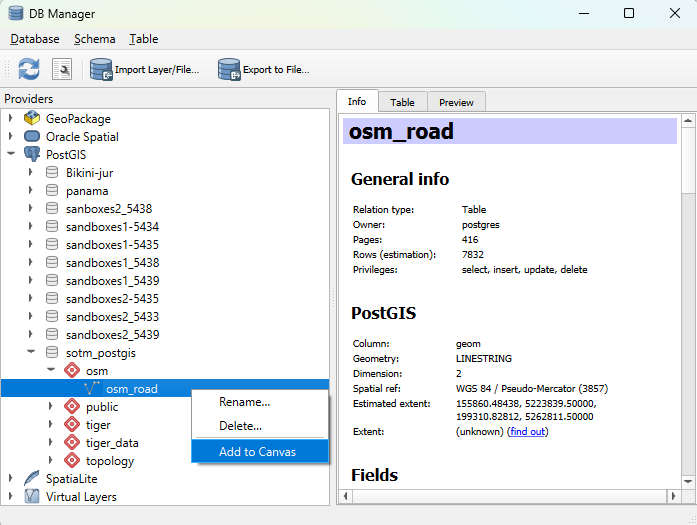 DB Manager
Database Schema Table
Import Layer/File... Export to File...
Providers
GeoPackage
Oracle Spatial
PostGIS
Bikini-jur
panama
sanboxes2_5438
sandboxes1-5434
sandboxes1-5435
sandboxes1_5438
sandboxes1_5439
sandboxes2-5435
sandboxes2_5433
sandboxes2_5439
sotm_postgis
osm
osm_road
public
tiger
tiger_data
topology
SpatiaLite
Virtual Layers
Rename...
Delete...
Add to Canvas
Info Table Preview
osm_road
General info
Relation type: Table
Owner: postgres
Pages: 416
Rows (estimation): 7832
Privileges: select, insert, update, delete
PostGIS
Column: geom
Geometry: LINESTRING
Dimension: 2
Spatial ref: WGS 84 / Pseudo-Mercator (3857)
Estimated extent: 155860.48438, 5223839.50000,
199310.82812, 5262811.50000
Extent: (unknown) (find out)
Fields